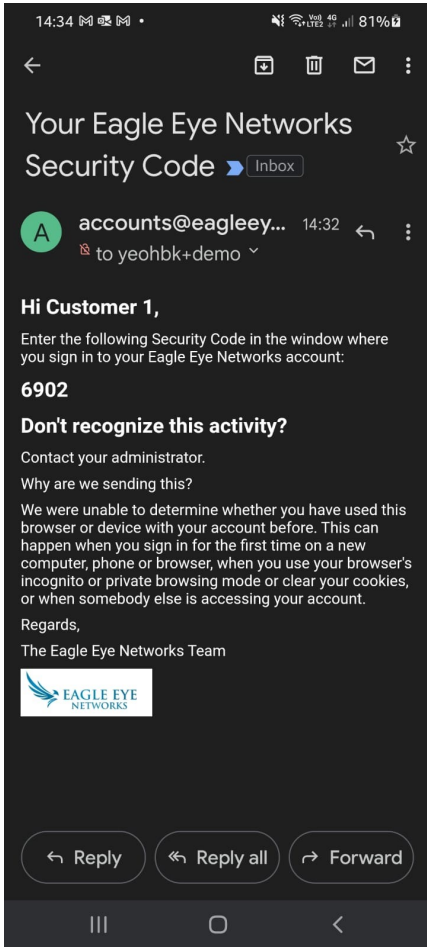 14:34
Vo)) 4G
LTE2
81%
Your Eagle Eye Networks
Security Code
Inbox
A
accounts@eagleey... 14:32
to yeohbk+demo
Hi Customer 1,
Enter the following Security Code in the window where
you sign in to your Eagle Eye Networks account:
6902
Don't recognize this activity?
Contact your administrator.
Why are we sending this?
We were unable to determine whether you have used this
browser or device with your account before. This can
happen when you sign in for the first time on a new
computer, phone or browser, when you use your browser's
incognito or private browsing mode or clear your cookies,
or when somebody else is accessing your account.
Regards,
The Eagle Eye Networks Team
EAGLE EYE
NETWORKS
Reply
Reply all
Forward